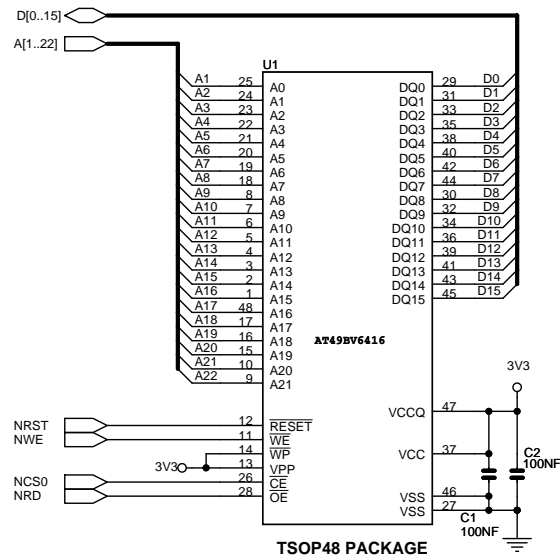 D[0..15]
A[1..22]
U1
A1 25 A0 DQ0 29 D0
A2 24 A1 DQ1 31 D1
A3 23 A2 DQ2 33 D2
A4 22 A3 DQ3 35 D3
A5 21 A4 DQ4 38 D4
A6 20 A5 DQ5 40 D5
A7 19 A6 DQ6 42 D6
A8 18 A7 DQ7 44 D7
A9 8 A8 DQ8 30 D8
A10 7 A9 DQ9 32 D9
A11 6 A10 DQ10 34 D10
A12 5 A11 DQ11 36 D11
A13 4 A12 DQ12 39 D12
A14 3 A13 DQ13 41 D13
A15 2 A14 DQ14 43 D14
A16 1 A15 DQ15 45 D15
A17 48 A16
A18 17 A17
A19 16 A18
A20 15 A19
A21 10 A20
A22 9 A21
AT49BV6416
3V3
VCCQ 47
NRST 12 RESET
NWE 11 WE
14 WP
3V3 13 VPP
NCS0 26 CE
NRD 28 OE
VCC 37
C2
100NF
VSS 46
VSS 27
C1
100NF
TSOP48 PACKAGE